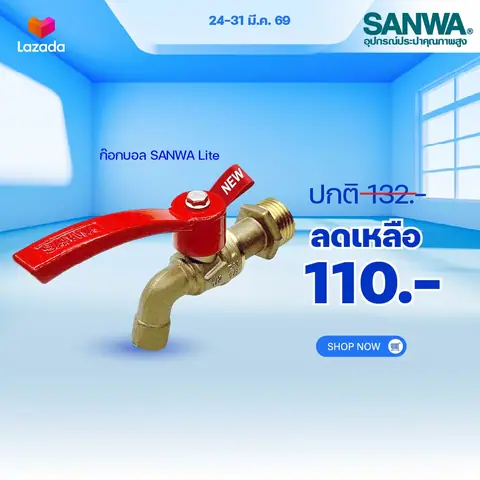 24-31 มี.ค. 69
Lazada
SANWA®
อุปกรณ์ประปาคุณภาพสูง
ก๊อกบอล SANWA Lite
NEW
SANWA
ปกติ 132.-
ลดเหลือ
110.-
SHOP NOW